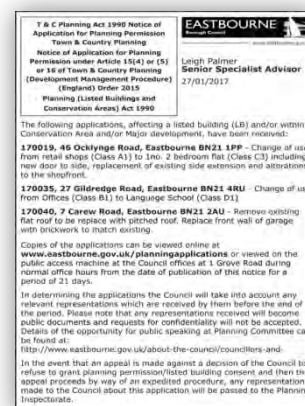 T & C Planning Act 1990 Notice of
Application for Planning Permission
Town & Country Planning
Notice of Application for Planning
Permission under Article 15(4) or (5)
or 16 of Town & Country Planning
(Development Management Procedure)
(England) Order 2015
Planning (Listed Buildings and
Conservation Areas) Act 1990
EASTBOURNE
Borough Council
Leigh Palmer
Senior Specialist Advisor
27/01/2017
The following applications, affecting a listed building (LB) and/or within
Conservation Area and/or Major development, have been received:
170019, 46 Ocklynge Road, Eastbourne BN21 1PP - Change of us
from retail shops (Class A1) to 1no. 2 bedroom flat (Class C3) including
new door to side, replacement of existing side extension and alterations
to the shopfront.
170035, 27 Gildredge Road, Eastbourne BN21 4RU - Change of us
from Offices (Class B1) to Language School (Class D1)
170040, 7 Carew Road, Eastbourne BN21 2AU - Remove existing
flat roof to be replace with pitched roof. Replace front wall of garage
with brickwork to match existing.
Copies of the applications can be viewed online at
www.eastbourne.gov.uk/planningapplications or viewed on the
public access machine at the Council offices at 1 Grove Road during
normal office hours from the date of publication of this notice for a
period of 21 days.
In determining the applications the Council will take into account any
relevant representations which are received by them before the end of
the period. Please note that any representations received will become
public documents and requests for confidentiality will not be accepted.
Details of the opportunity for public speaking at Planning Committee ca
be found at:
http://www.eastbourne.gov.uk/about-the-council/councillors-and-
In the event that an appeal is made against a decision of the Council to
refuse to grant planning permission/listed building consent and then th
appeal proceeds by way of an expedited procedure, any representation
made to the Council about this application will be passed to the Plannin
Inspectorate.